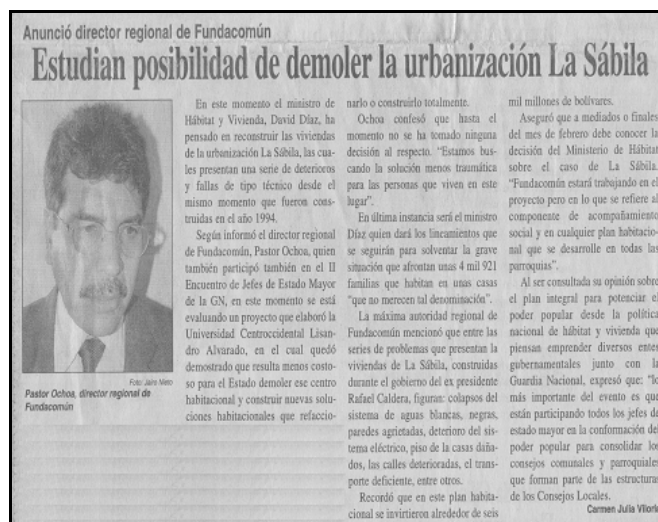 Anunció director regional de Fundacomún
Estudian posibilidad de demoler la urbanización La Sábila
Foto: Jairo Nieto
Pastor Ochoa, director regional de
Fundacomún
En este momento el ministro de
Hábitat y Vivienda, David Díaz, ha
pensado en reconstruir las viviendas
de la urbanización La Sábila, las cua-
les presentan una serie de deterioros
y fallas de tipo técnico desde el
mismo momento que fueron cons-
truidas en el año 1994.
Según informó el director regional
de Fundacomún, Pastor Ochoa, quien
también participó también en el II
Encuentro de Jefes de Estado Mayor
de la GN, en este momento se está
evaluando un proyecto que elaboró la
Universidad Centroccidental Lisan-
dro Alvarado, en el cual quedó
demostrado que resulta menos costo-
so para el Estado demoler ese centro
habitacional y construir nuevas solu-
ciones habitacionales que refaccio-
narlo o construirlo totalmente.
Ochoa confesó que hasta el
momento no se ha tomado ninguna
decisión al respecto. "Estamos bus-
cando la solución menos traumática
para las personas que viven en este
lugar".
En última instancia será el ministro
Díaz quien dará los lineamientos que
se seguirán para solventar la grave
situación que afrontan unas 4 mil 921
familias que habitan en unas casas
"que no merecen tal denominación".
La máxima autoridad regional de
Fundacomún mencionó que entre las
series de problemas que presentan la
viviendas de La Sábila, construidas
durante el gobierno del ex presidente
Rafael Caldera, figuran: colapsos del
sistema de aguas blancas, negras,
paredes agrietadas, deterioro del sis-
tema eléctrico, piso de la casas daña-
dos, las calles deterioradas, el trans-
porte deficiente, entre otros.
Recordó que en este plan habita-
cional se invirtieron alrededor de seis
mil millones de bolívares.
Aseguró que a mediados o finales
del mes de febrero debe conocer la
decisión del Ministerio de Hábitat
sobre el caso de La Sábila.
"Fundacomún estará trabajando en el
proyecto pero en lo que se refiere al
componente de acompañamiento
social y en cualquier plan habitacio-
nal que se desarrolle en todas las
parroquias".
Al ser consultada su opinión sobre
el plan integral para potenciar el
poder popular desde la política
nacional de hábitat y vivienda que
piensan emprender diversos entes
gubernamentales junto con la
Guardia Nacional, expresó que: "lo
más importante del evento es que
están participando todos los jefes de
estado mayor en la conformación del
poder popular para consolidar los
consejos comunales y parroquiales
que forman parte de las estructuras
de los Consejos Locales.
Carmen Julia Viloria